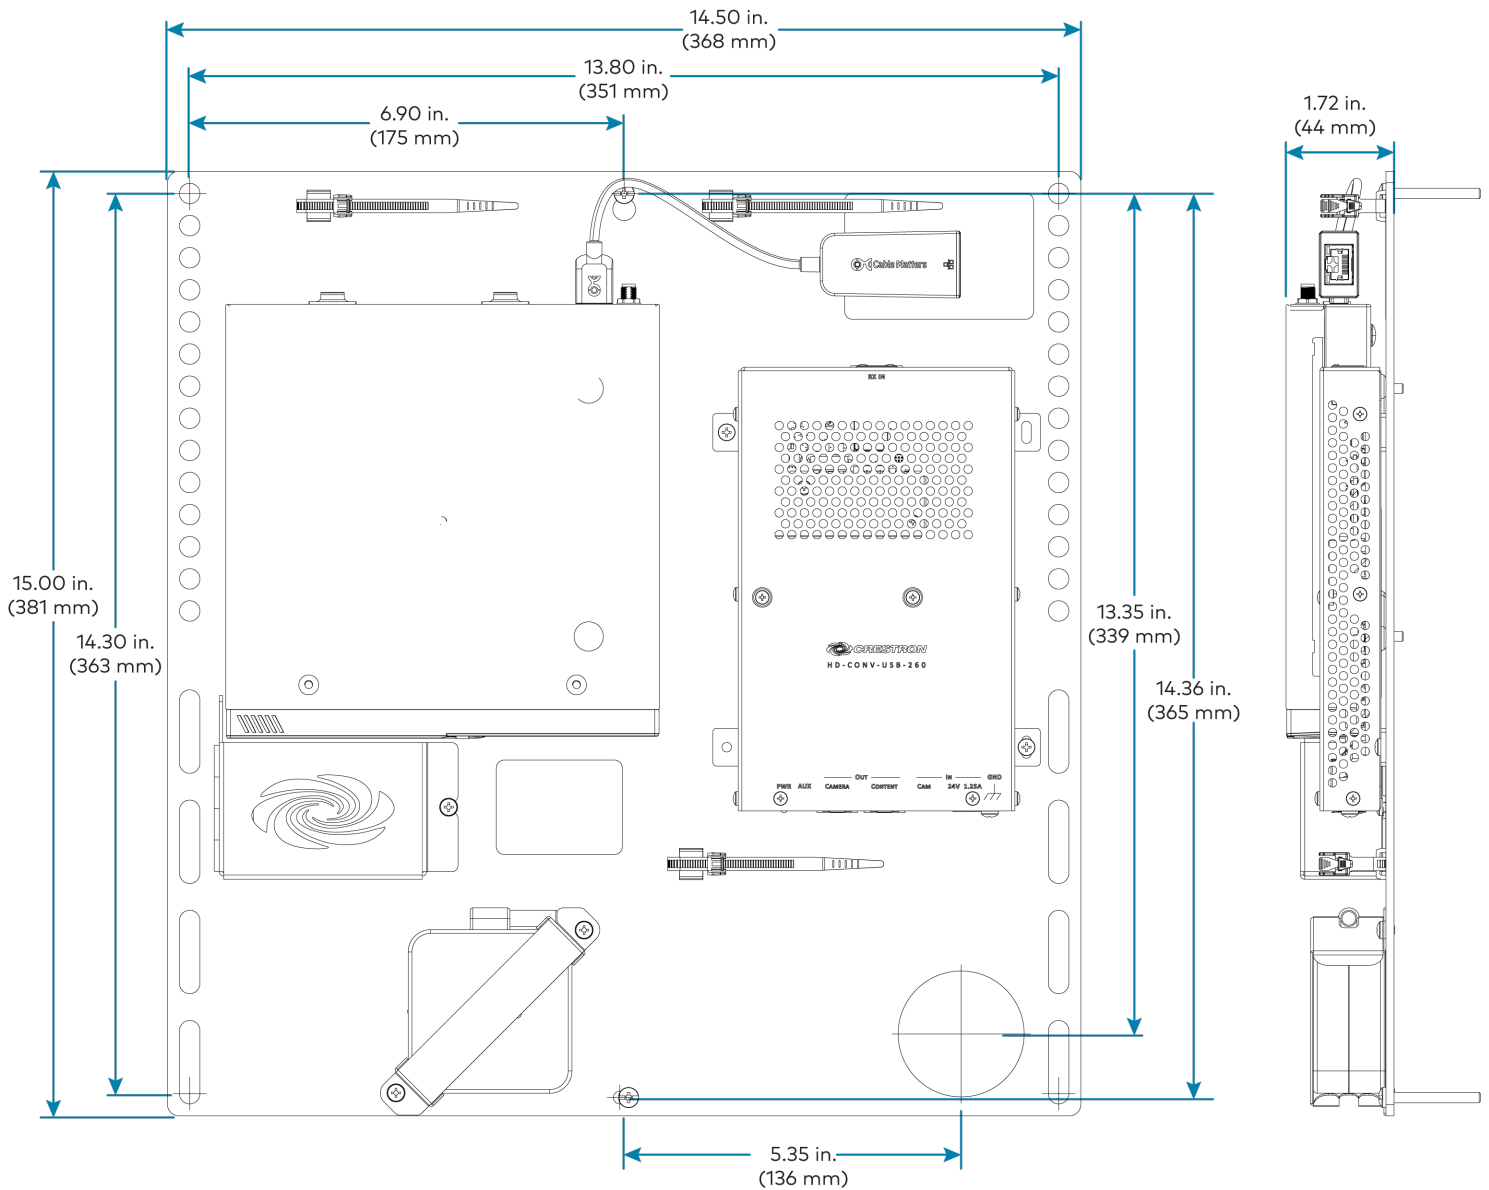 14.50 in.
(368 mm)
13.80 in.
(351 mm)
6.90 in.
(175 mm)
1.72 in.
(44 mm)
Cable Matters
RX IN
15.00 in.
(381 mm)
14.30 in.
(363 mm)
13.35 in.
(339 mm)
14.36 in.
(365 mm)
CRESTRON
HD-CONV-USB-260
OUT IN GND
PWR AUX CAMERA CONTENT CAM 24V 1.25A
5.35 in.
(136 mm)